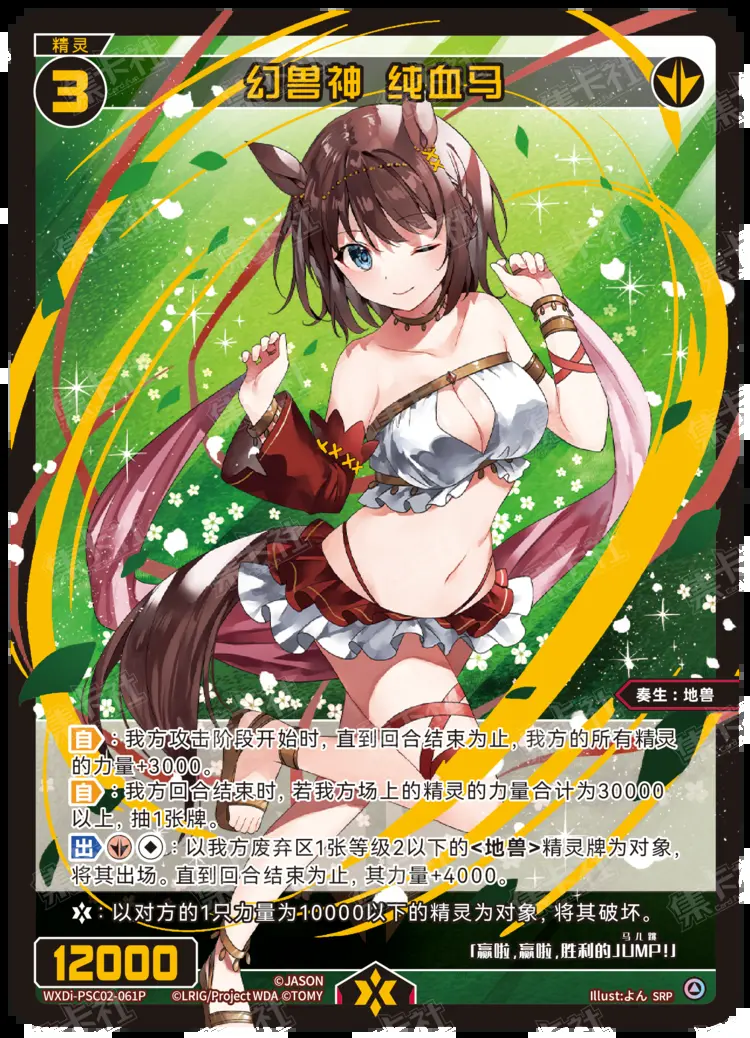 精灵
3
幻兽神 纯血马
奏生：地兽
自：我方攻击阶段开始时，直到回合结束为止，我方的所有精灵
的力量+3000。
自：我方回合结束时，若我方场上的精灵的力量合计为30000
以上，抽1张牌。
出：以我方废弃区1张等级2以下的<地兽>精灵牌为对象，
将其出场。直到回合结束为止，其力量+4000。
：以对方的1只力量为10000以下的精灵为对象，将其破坏。
马儿跳
「赢啦，赢啦，胜利的JUMP！」
12000
©JASON
WXDi-PSC02-061P ©LRIG/Project WDA ©TOMY
Illust:よん SRP
集卡社